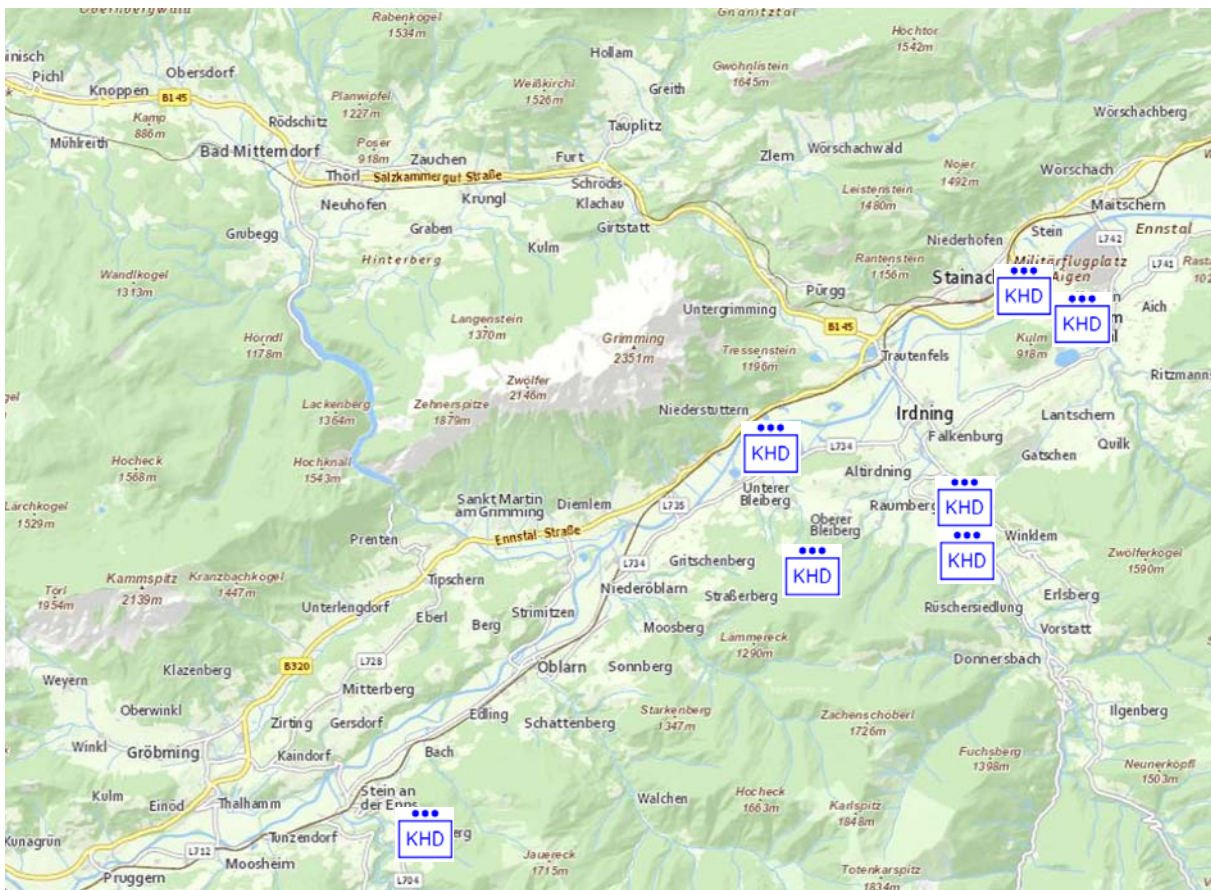 Obernbergwald
Rabenkogel
1534m
Gnanitztal
Hochtor
1542m
Hollam
inisch
Pichl
Obersdorf
Knoppen
B145
Kamp
886m
Mühlreith
Planwipfel
1227m
Weißkirchl
1526m
Greith
Gwöhnlistein
1645m
Wörschachberg
Rödschitz
Bad Mitterndorf
Poser
918m
Zauchen
Furt
Tauplitz
Zlem
Wörschachwald
Nojer
1492m
Wörschach
Thörl
Salzkammergut Straße
Schrödis
Klachau
Leistenstein
1480m
Maitschern
Neuhofen
Krungl
Girtstatt
Grubegg
Graben
Kulm
Hinterberg
Niederhofen
Stein
L742
Ennstal
Wandlkogel
1313m
Rantenstein
1156m
Militärflugplatz
Aigen
L741
Stainach
KHD
Pürgg
Untergrimming
B145
KHD
Aich
Hörndl
1178m
Langenstein
1370m
Grimming
2351m
Tressenstein
1196m
Trautenfels
Kulm
918m
Ritzmanns
Zwölfer
2146m
Lackenberg
1364m
Zehnerspitze
1879m
Niederstuttern
Irdning
Lantschern
Falkenburg
Quilk
Gatschen
KHD
L734
Altirdning
Hocheck
1568m
Hochknall
1543m
Unterer
Bleiberg
Raumberg
KHD
Lärchkogel
1529m
Sankt Martin
am Grimming
Diemlem
L735
Oberer
Bleiberg
Winklem
Ennstal Straße
Prenten
KHD
Zwölferkogel
1590m
Gritschenberg
KHD
L734
Törl
1954m
Kammspitz
2139m
Kranzbachkogel
1447m
Tipschern
Niederöblarn
Straßerberg
Erlsberg
Unterlengdorf
Eberl
Strimitzen
Rüschersiedlung
Berg
Moosberg
Vorstatt
Lämmereck
1290m
Klazenberg
B320
L728
Öblarn
Sonnberg
Donnersbach
Weyern
Mitterberg
Oberwinkl
Zirting
Gersdorf
Edling
Schattenberg
Starkenberg
1347m
Zachenschöberl
1726m
Ilgenberg
Winkl
Gröbming
Kaindorf
Bach
Fuchsberg
1398m
Neunerköpfl
1503m
Kulm
Einöd
Thalhamm
Stein an
der Enns
Walchen
Hocheck
1663m
Karlspitz
1848m
Kunagrün
Tunzendorf
KHD
L712
Moosheim
Jauereck
1715m
Pruggern
L704
Totenkarspitz
1834m